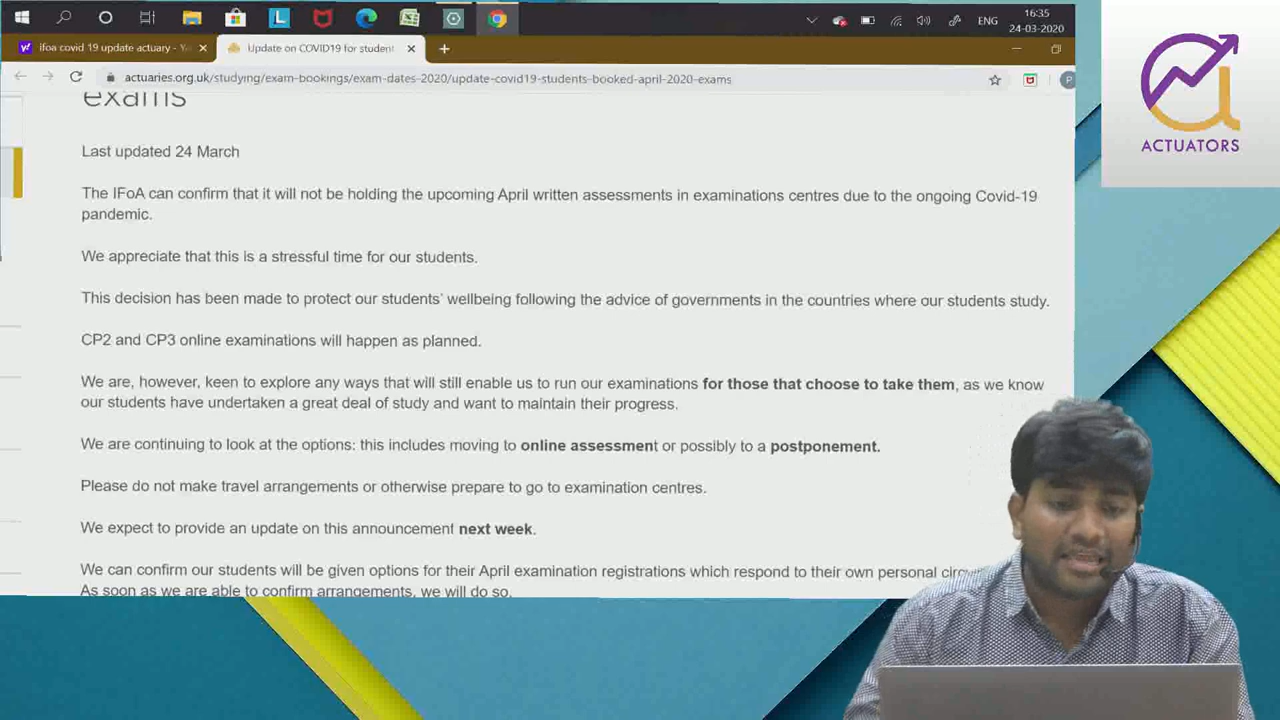 16:35
ENG
24-03-2020
ifoa covid 19 update actuary - Y
Update on COVID19 for student
actuaries.org.uk/studying/exam-bookings/exam-dates-2020/update-covid19-students-booked-april-2020-exams
ACTUATORS
exams
Last updated 24 March
The IFoA can confirm that it will not be holding the upcoming April written assessments in examinations centres due to the ongoing Covid-19
pandemic.
We appreciate that this is a stressful time for our students.
This decision has been made to protect our students' wellbeing following the advice of governments in the countries where our students study.
CP2 and CP3 online examinations will happen as planned.
We are, however, keen to explore any ways that will still enable us to run our examinations for those that choose to take them, as we know
our students have undertaken a great deal of study and want to maintain their progress.
We are continuing to look at the options: this includes moving to online assessment or possibly to a postponement.
Please do not make travel arrangements or otherwise prepare to go to examination centres.
We expect to provide an update on this announcement next week.
We can confirm our students will be given options for their April examination registrations which respond to their own personal
As soon as we are able to confirm arrangements, we will do so.